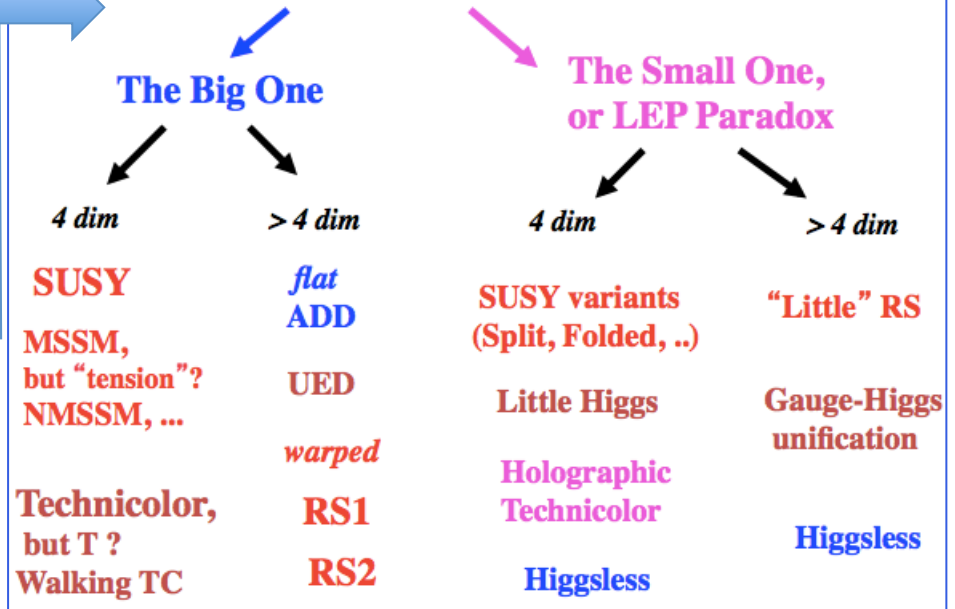 The Big One
The Small One,
or LEP Paradox
4 dim
> 4 dim
4 dim
> 4 dim
SUSY
MSSM,
but “tension”?
NMSSM, ...
Technicolor,
but T ?
Walking TC
flat
ADD
UED
warped
RS1
RS2
SUSY variants
(Split, Folded, ..)
Little Higgs
Holographic
Technicolor
Higgsless
“Little” RS
Gauge-Higgs
unification
Higgsless